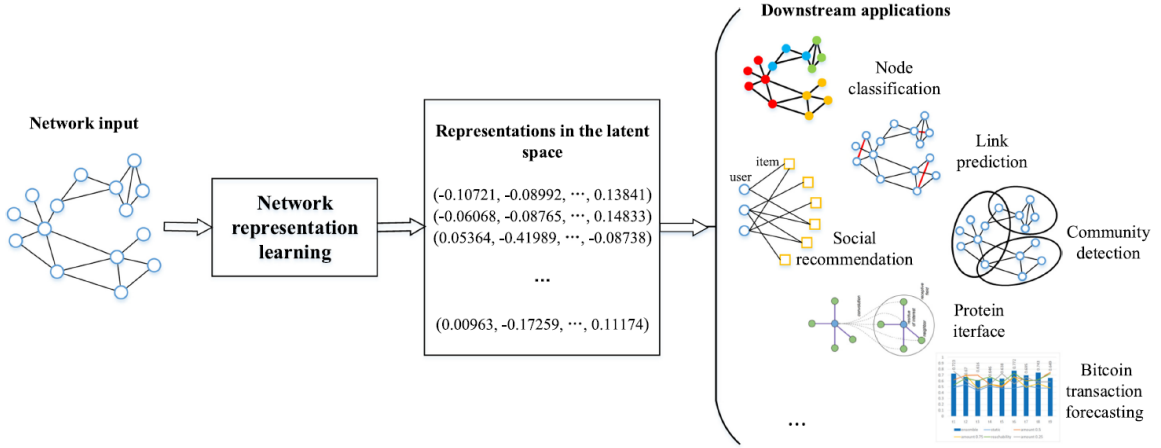 Downstream applications
Node
classification
Network input
Representations in the latent
space
Link
prediction
item
user
(-0.10721, -0.08992, ···, 0.13841)
(-0.06068, -0.08765, ···, 0.14833)
(0.05364, -0.41989, ···, -0.08738)
...
(0.00963, -0.17259, ···, 0.11174)
Network
representation
learning
Social
recommendation
Community
detection
Protein
iterface
convolution
neighbor
Bitcoin
transaction
forecasting
...